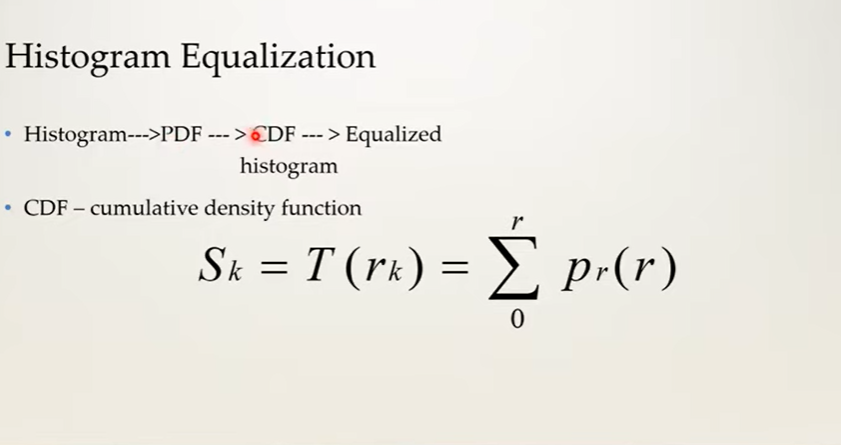 Histogram Equalization
• Histogram--->PDF --- > CDF --- > Equalized
histogram
• CDF – cumulative density function
Sk = T (rk) = ∑ r 0 pr(r)